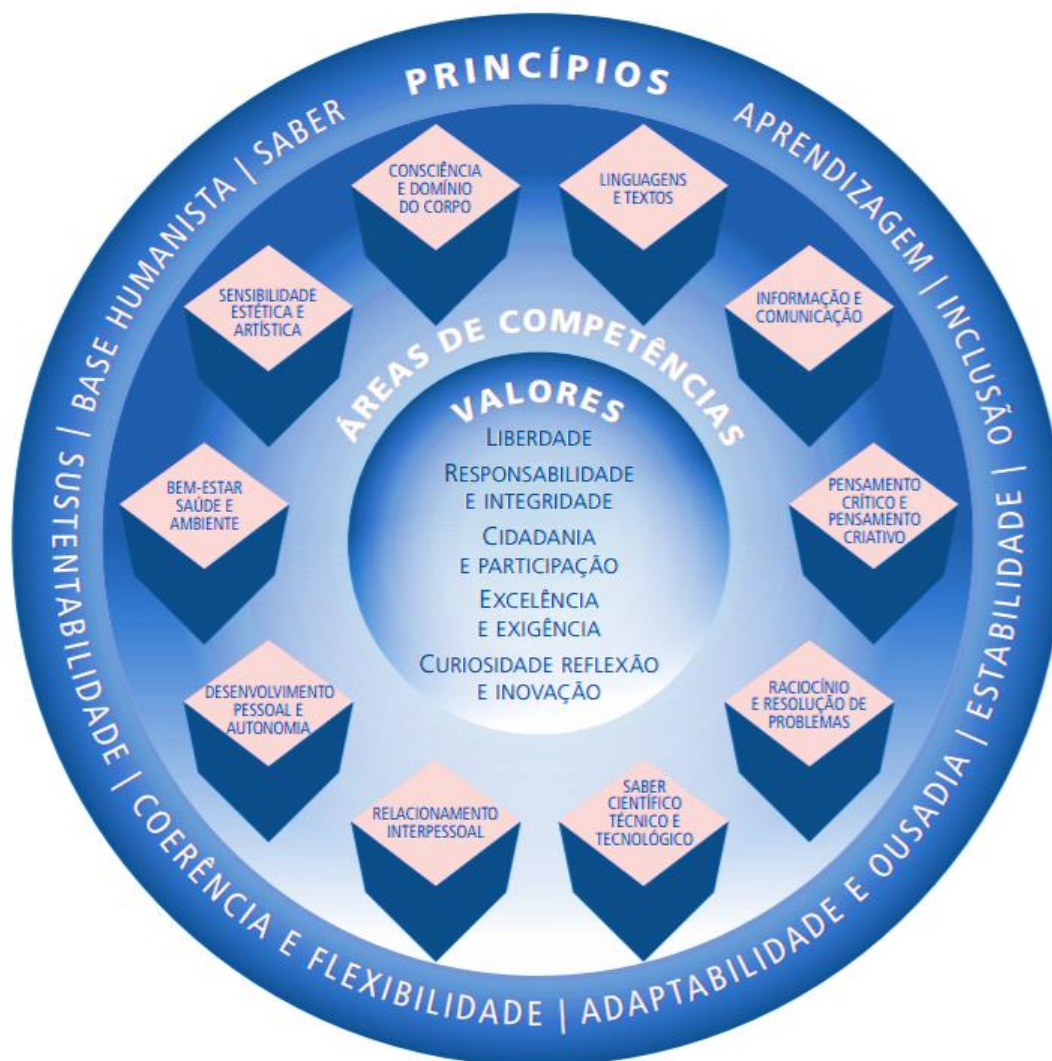 PRINCÍPIOS
APRENDIZAGEM | INCLUSÃO | ESTABILIDADE | ADAPTABILIDADE E OUSADIA | COERÊNCIA E FLEXIBILIDADE | SUSTENTABILIDADE | BASE HUMANISTA | SABER
CONSCIÊNCIA
E DOMÍNIO
DO CORPO
LINGUAGENS
E TEXTOS
SENSIBILIDADE
ESTÉTICA E
ARTÍSTICA
INFORMAÇÃO E
COMUNICAÇÃO
ÁREAS DE COMPETÊNCIAS
VALORES
LIBERDADE
RESPONSABILIDADE
E INTEGRIDADE
CIDADANIA
E PARTICIPAÇÃO
EXCELÊNCIA
E EXIGÊNCIA
CURIOSIDADE REFLEXÃO
E INOVAÇÃO
BEM-ESTAR
SAÚDE E
AMBIENTE
PENSAMENTO
CRÍTICO E
PENSAMENTO
CRIATIVO
DESENVOLVIMENTO
PESSOAL E
AUTONOMIA
RACIOCÍNIO
E RESOLUÇÃO DE
PROBLEMAS
RELACIONAMENTO
INTERPESSOAL
SABER
CIENTÍFICO
TÉCNICO E
TECNOLÓGICO